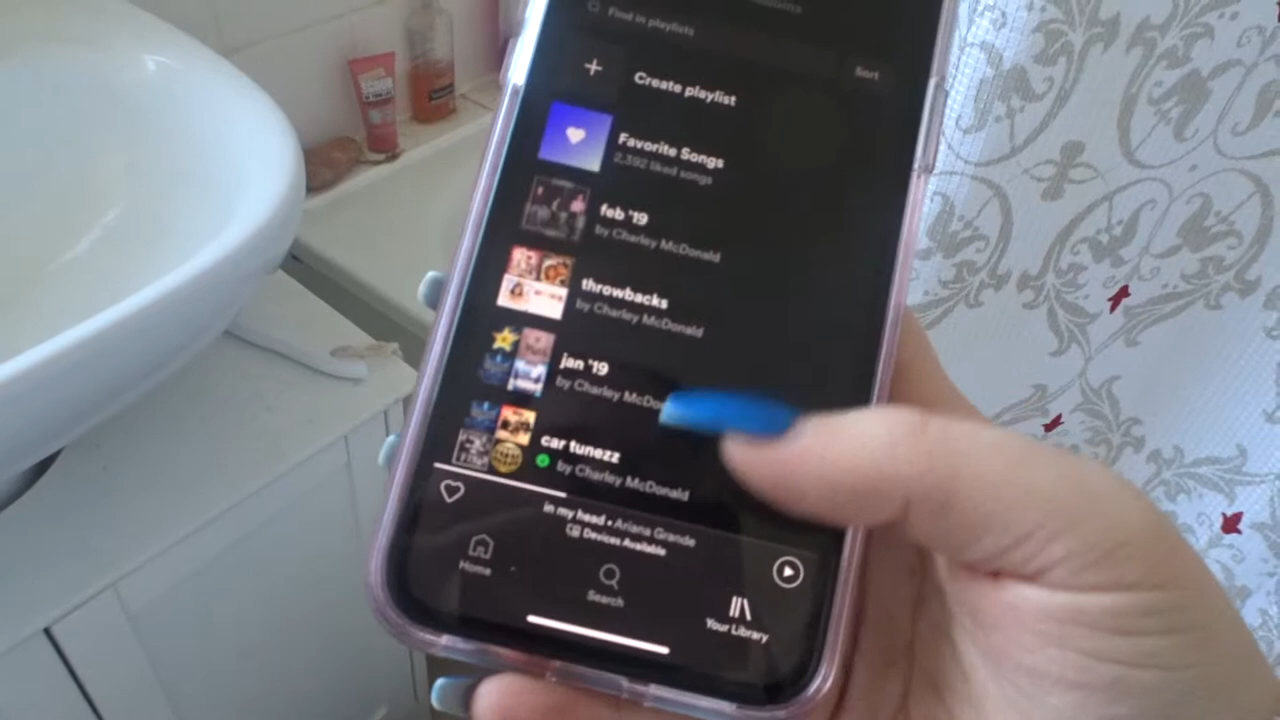 Find in playlists
Sort
Create playlist
Favorite Songs
2,392 liked songs
feb '19
by Charley McDonald
throwbacks
by Charley McDonald
jan '19
by Charley McDo
car tunezz
by Charley McDonald
in my head • Ariana Grande
Devices Available
Home
Search
Your Library